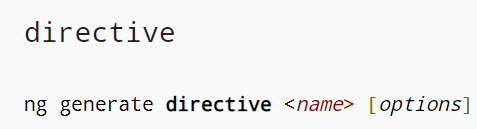 directive
ng generate directive <name> [options]